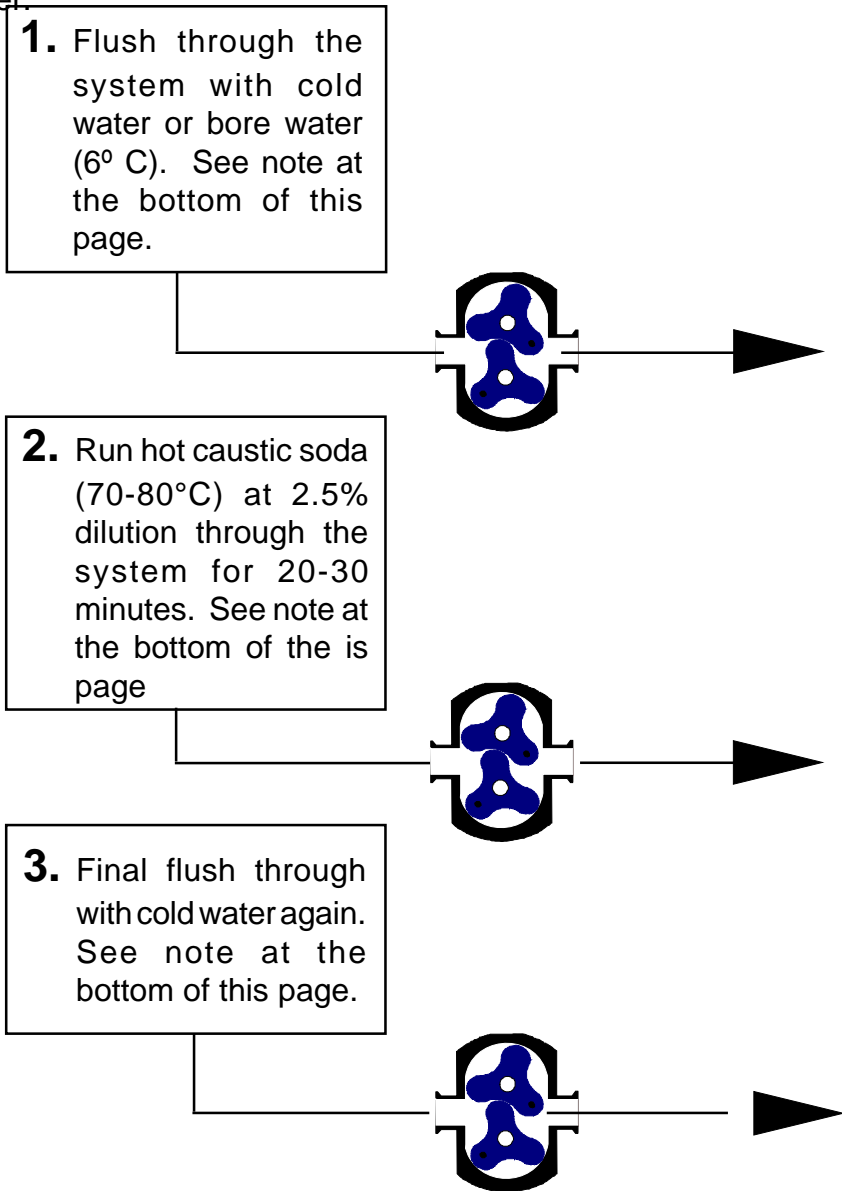 er.
1. Flush through the
system with cold
water or bore water
(6º C). See note at
the bottom of this
page.
2. Run hot caustic soda
(70-80°C) at 2.5%
dilution through the
system for 20-30
minutes. See note at
the bottom of the is
page
3. Final flush through
with cold water again.
See note at the
bottom of this page.